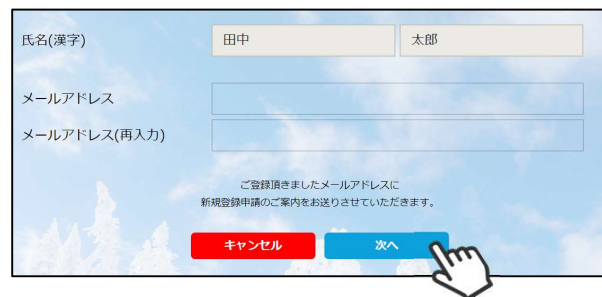 氏名(漢字) 田中 太郎
メールアドレス
メールアドレス(再入力)
ご登録頂きましたメールアドレスに
新規登録申請のご案内をお送りさせていただきます。
キャンセル 次へ